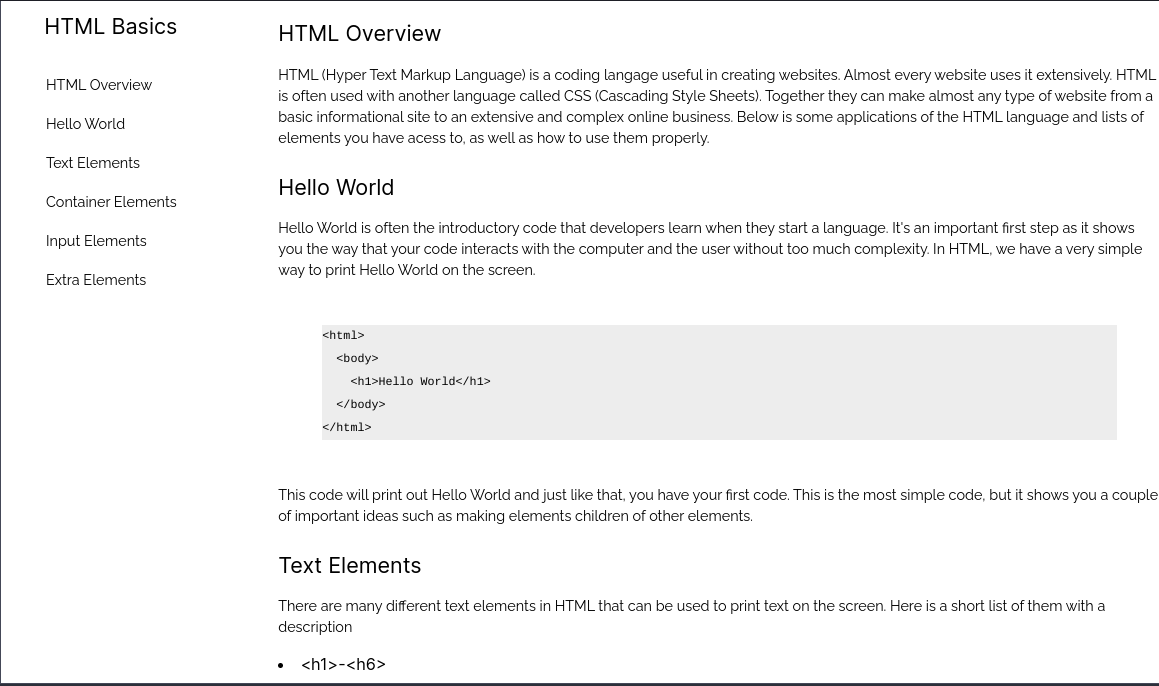 HTML Basics
HTML Overview
Hello World
Text Elements
Container Elements
Input Elements
Extra Elements
HTML Overview
HTML (Hyper Text Markup Language) is a coding langage useful in creating websites. Almost every website uses it extensively. HTML
is often used with another language called CSS (Cascading Style Sheets). Together they can make almost any type of website from a
basic informational site to an extensive and complex online business. Below is some applications of the HTML language and lists of
elements you have acess to, as well as how to use them properly.
Hello World
Hello World is often the introductory code that developers learn when they start a language. It's an important first step as it shows
you the way that your code interacts with the computer and the user without too much complexity. In HTML, we have a very simple
way to print Hello World on the screen.
<html>
  <body>
    <h1>Hello World</h1>
  </body>
</html>
This code will print out Hello World and just like that, you have your first code. This is the most simple code, but it shows you a couple
of important ideas such as making elements children of other elements.
Text Elements
There are many different text elements in HTML that can be used to print text on the screen. Here is a short list of them with a
description
• <h1>-<h6>